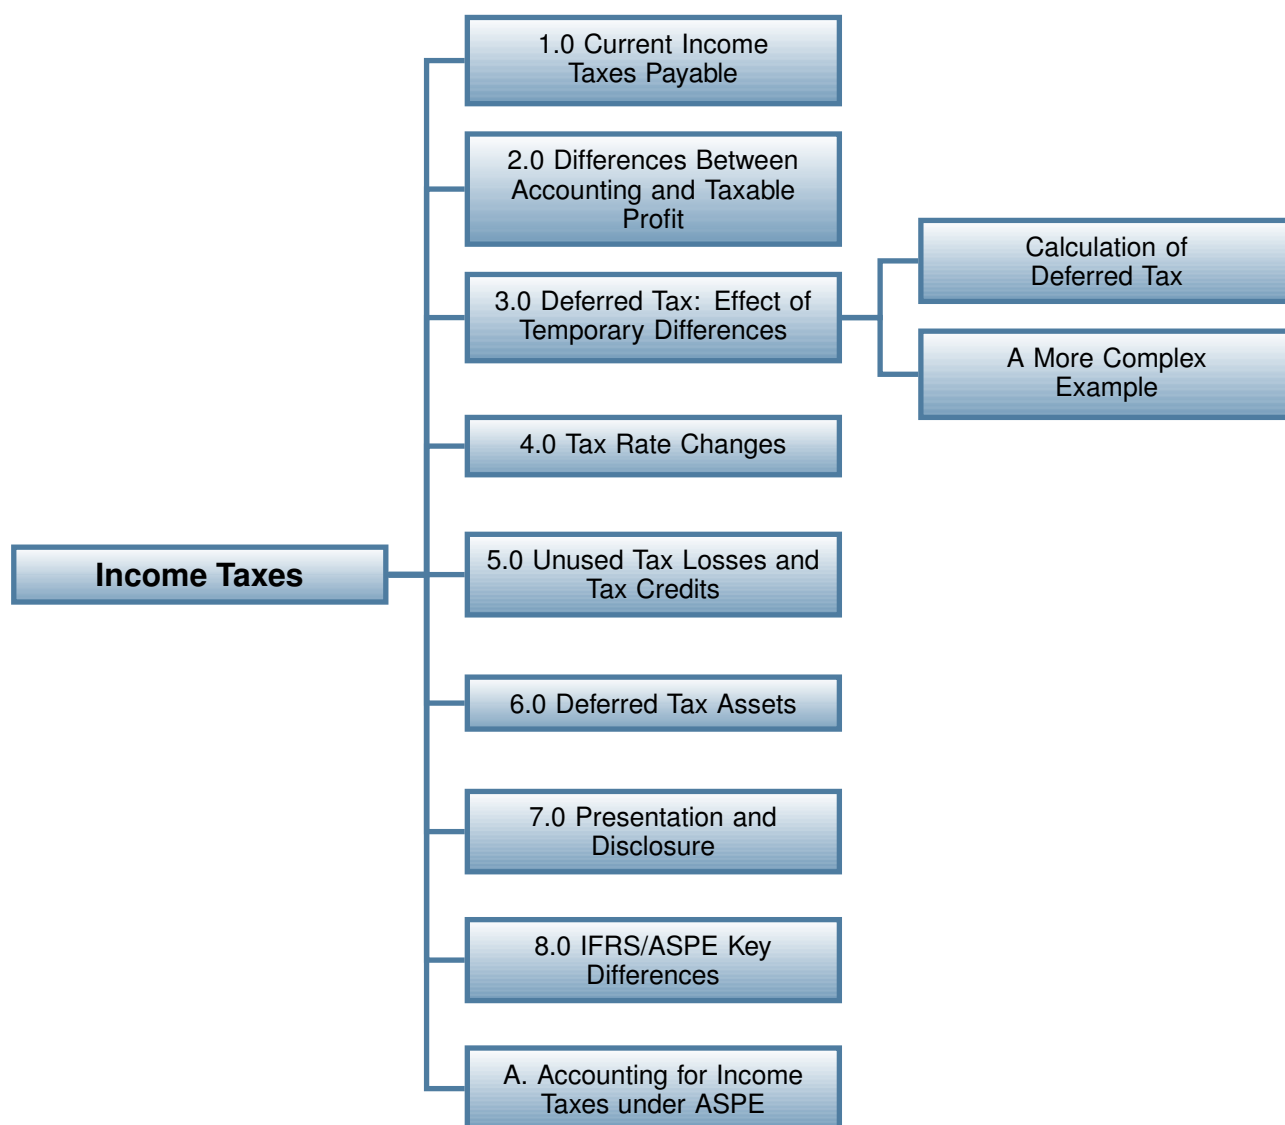 1.0 Current Income
Taxes Payable
2.0 Differences Between
Accounting and Taxable
Profit
3.0 Deferred Tax: Effect of
Temporary Differences
Calculation of
Deferred Tax
A More Complex
Example
4.0 Tax Rate Changes
Income Taxes
5.0 Unused Tax Losses and
Tax Credits
6.0 Deferred Tax Assets
7.0 Presentation and
Disclosure
8.0 IFRS/ASPE Key
Differences
A. Accounting for Income
Taxes under ASPE